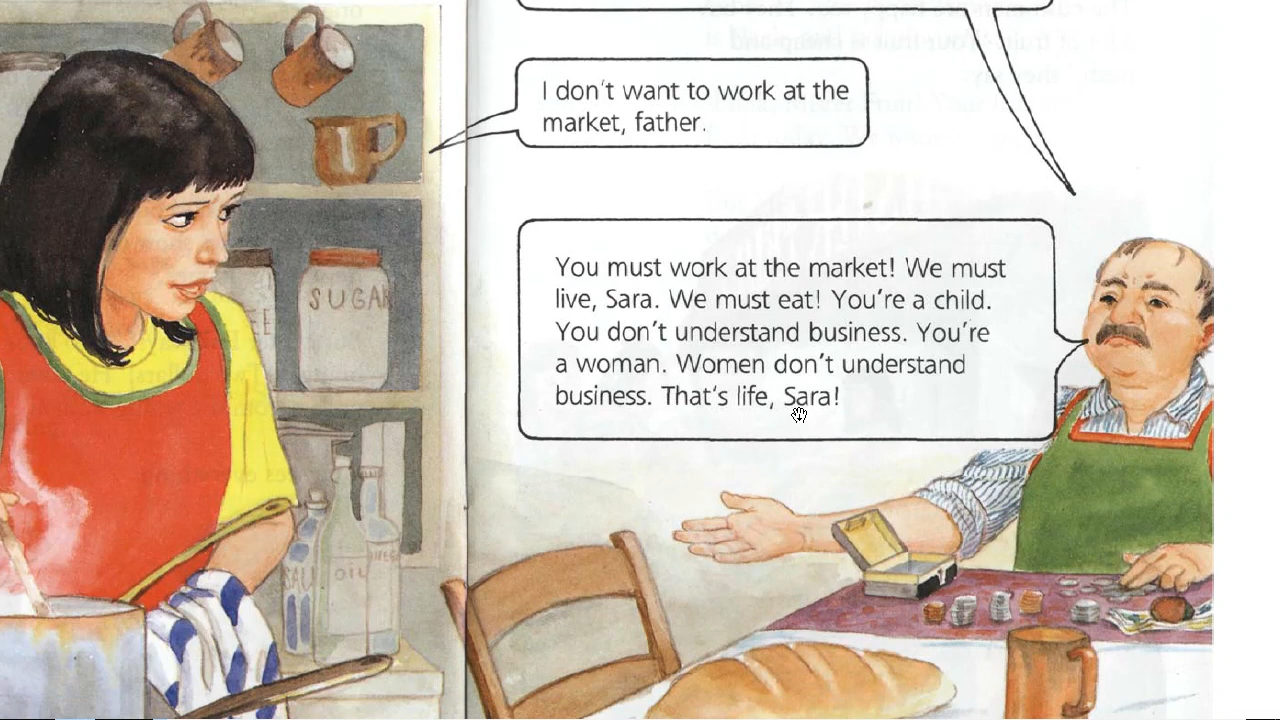 I don't want to work at the
market, father.
You must work at the market! We must
live, Sara. We must eat! You're a child.
You don't understand business. You're
a woman. Women don't understand
business. That's life, Sara!
SUGAR
OIL